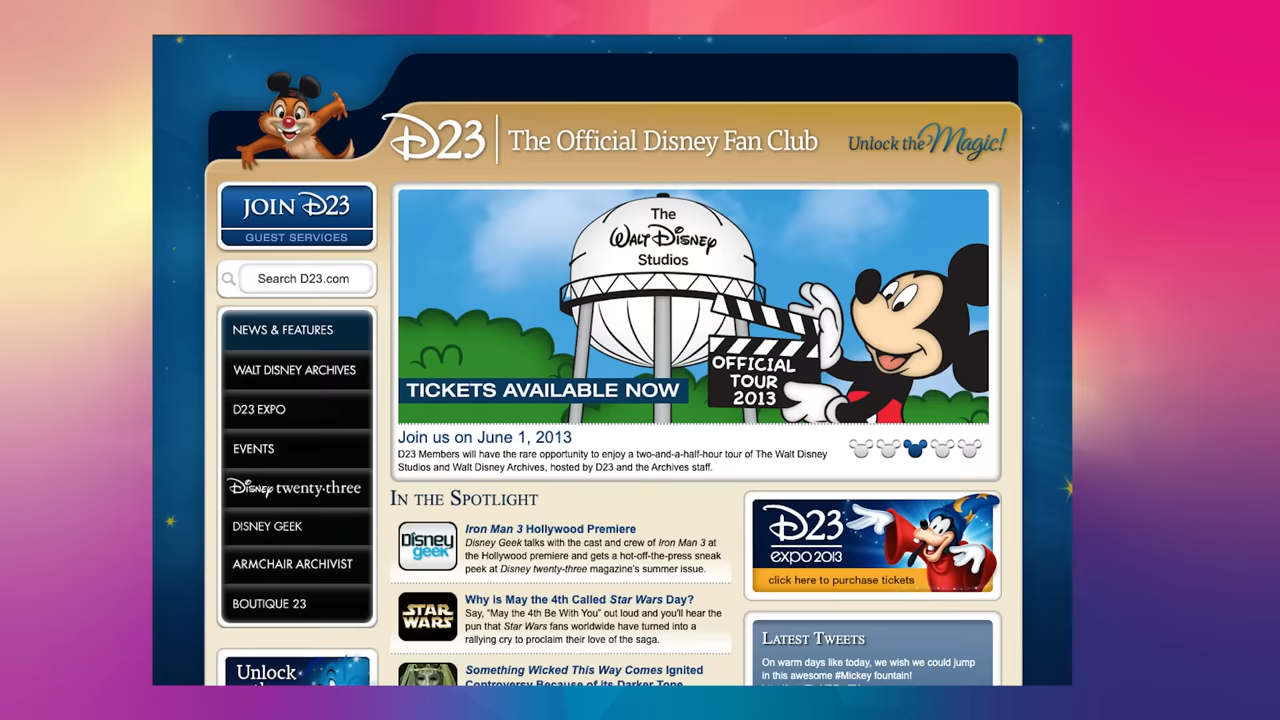 D23 | The Official Disney Fan Club
Unlock the Magic!
JOIN D23
GUEST SERVICES
Search D23.com
NEWS & FEATURES
WALT DISNEY ARCHIVES
D23 EXPO
EVENTS
Disney twenty-three
DISNEY GEEK
ARMCHAIR ARCHIVIST
BOUTIQUE 23
Unlock
The
WALT DISNEY
Studios
OFFICIAL
TOUR
2013
TICKETS AVAILABLE NOW
Join us on June 1, 2013
D23 Members will have the rare opportunity to enjoy a two-and-a-half-hour tour of The Walt Disney
Studios and Walt Disney Archives, hosted by D23 and the Archives staff.
IN THE SPOTLIGHT
Disney
geek
Iron Man 3 Hollywood Premiere
Disney Geek talks with the cast and crew of Iron Man 3 at
the Hollywood premiere and gets a hot-off-the-press sneak
peek at Disney twenty-three magazine's summer issue.
STAR
WARS
Why is May the 4th Called Star Wars Day?
Say, "May the 4th Be With You" out loud and you'll hear the
pun that Star Wars fans worldwide have turned into a
rallying cry to proclaim their love of the saga.
Something Wicked This Way Comes Ignited
Controversy Because of its Darker Tone
D23
EXPO 2013
click here to purchase tickets
LATEST TWEETS
On warm days like today, we wish we could jump
in this awesome #Mickey fountain!